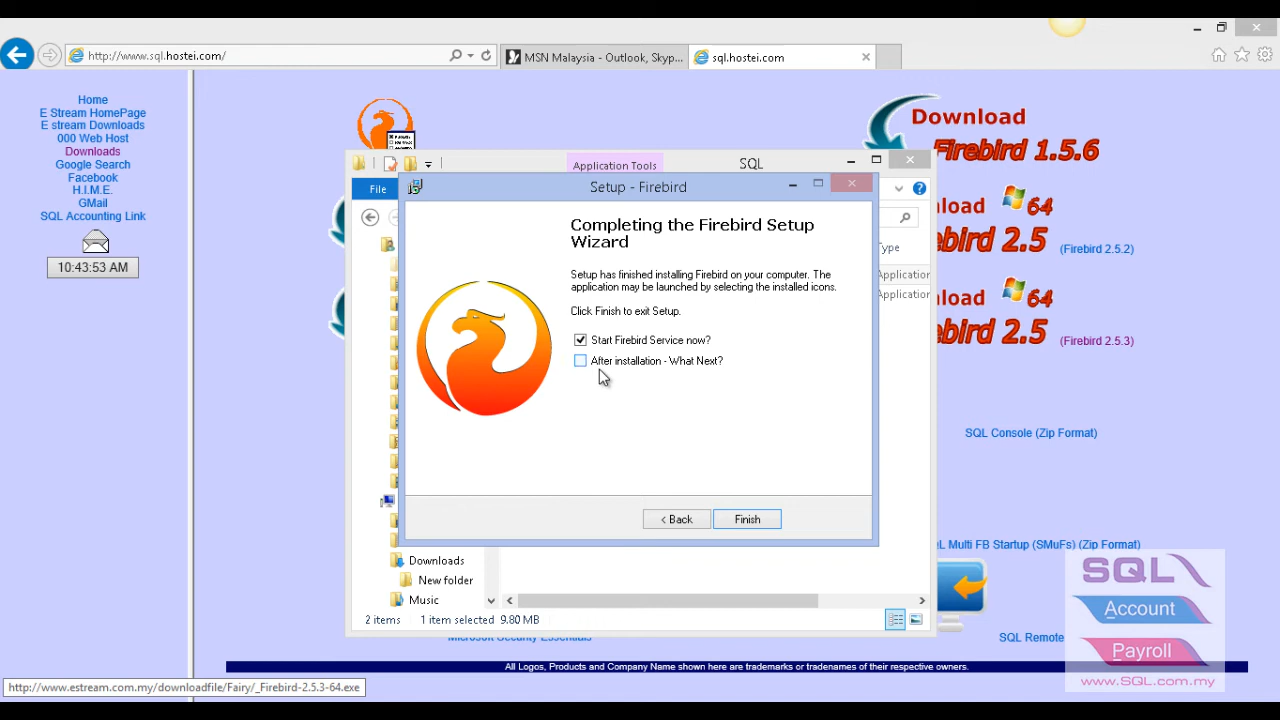 http://www.sql.hostei.com/
MSN Malaysia - Outlook, Skyp...
sql.hostei.com
Home
E Stream HomePage
E stream Downloads
000 Web Host
Downloads
Google Search
Facebook
H.I.M.E.
GMail
SQL Accounting Link
10:43:53 AM
Download
Firebird 1.5.6
64
(Firebird 2.5.2)
64
(Firebird 2.5.3)
SQL Console (Zip Format)
Multi FB Startup (SMuFs) (Zip Format)
SQL Remote
Microsoft Security Essentials
Application Tools
SQL
File
Type
Application
Application
Downloads
New folder
Music
2 items
1 item selected 9.80 MB
Setup - Firebird
Completing the Firebird Setup
Wizard
Setup has finished installing Firebird on your computer. The
application may be launched by selecting the installed icons.
Click Finish to exit Setup.
Start Firebird Service now?
After installation - What Next?
< Back
Finish
SQL
Account
Payroll
www.SQL.com.my
All Logos, Products and Company Name shown here are trademarks or tradenames of their respective owners.
http://www.estream.com.my/downloadfile/Fairy/_Firebird-2.5.3-64.exe